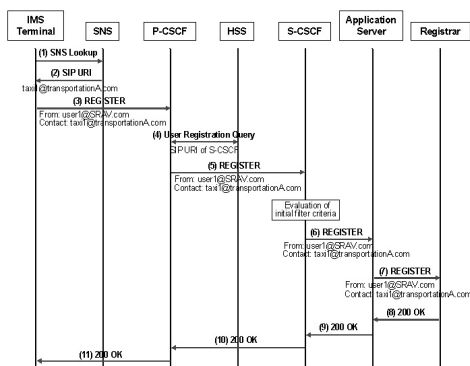 IMS
Terminal
SNS
P-CSCF
HSS
S-CSCF
Application
Server
Registrar
(1) SNS Lookup
(2) SIP URI
taxi1@transportationA.com
(3) REGISTER
From: user1@SRAV.com
Contact: taxi1@transportationA.com
(4) User Registration Query
SIP URI of S-CSCF
(5) REGISTER
From: user1@SRAV.com
Contact: taxi1@transportationA.com
Evaluation of
initial filter criteria
(6) REGISTER
From: user1@SRAV.com
Contact: taxi1@transportationA.com
(7) REGISTER
From: user1@SRAV.com
Contact: taxi1@transportationA.com
(8) 200 OK
(9) 200 OK
(10) 200 OK
(11) 200 OK